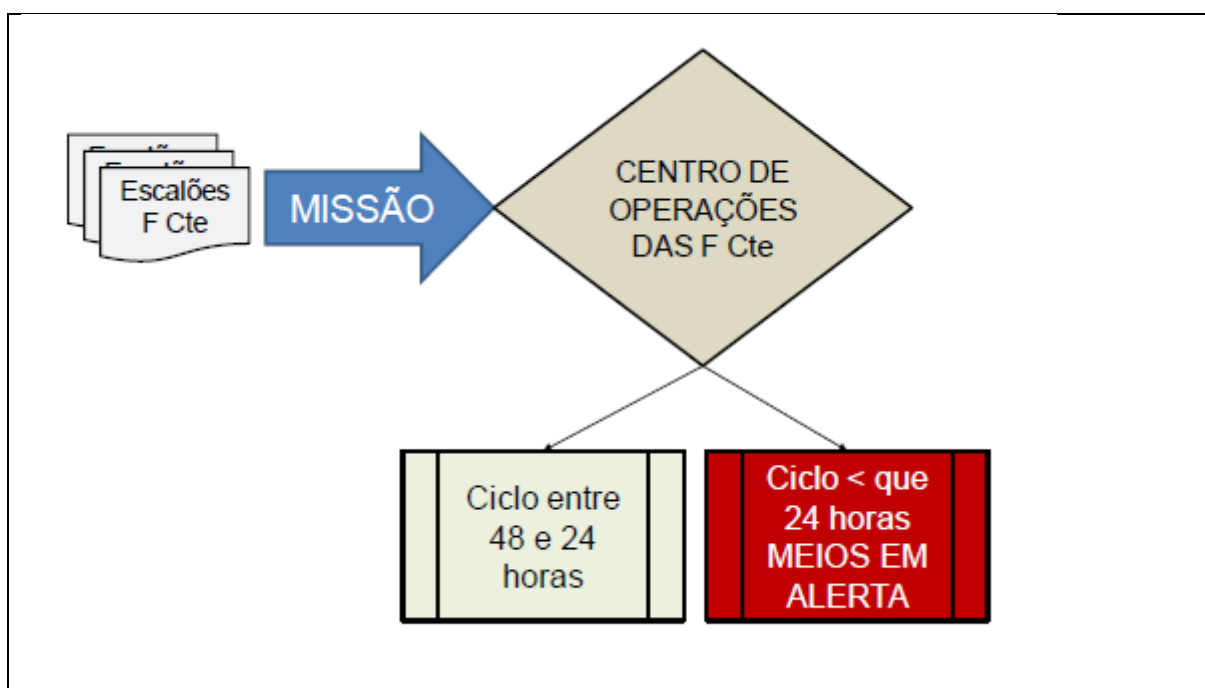 Escalões
F Cte
MISSÃO
CENTRO DE
OPERAÇÕES
DAS F Cte
Ciclo entre
48 e 24
horas
Ciclo < que
24 horas
MEIOS EM
ALERTA